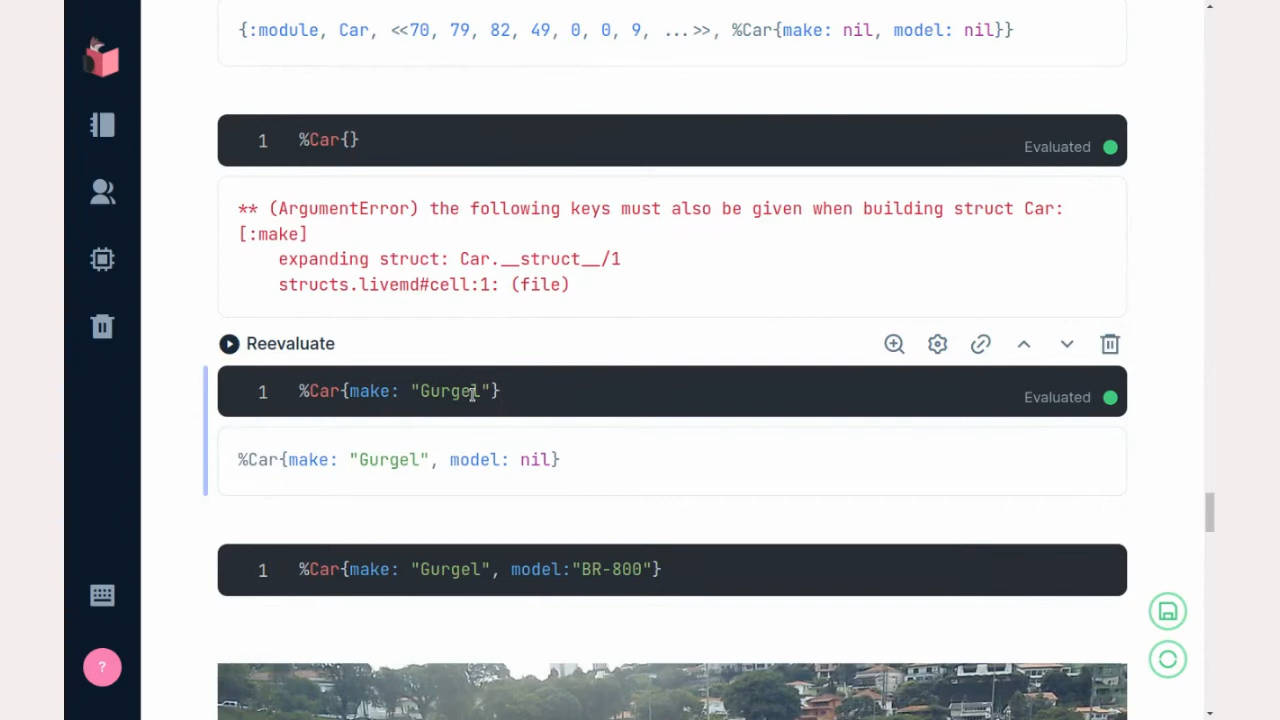 {:module, Car, <<70, 79, 82, 49, 0, 0, 9, ...>>, %Car{make: nil, model: nil}}
1 %Car{}
Evaluated
** (ArgumentError) the following keys must also be given when building struct Car:
[:make]
expanding struct: Car.__struct__/1
structs.livemd#cell:1: (file)
Reevaluate
1 %Car{make: "Gurgel"}
Evaluated
%Car{make: "Gurgel", model: nil}
1 %Car{make: "Gurgel", model:"BR-800"}
?